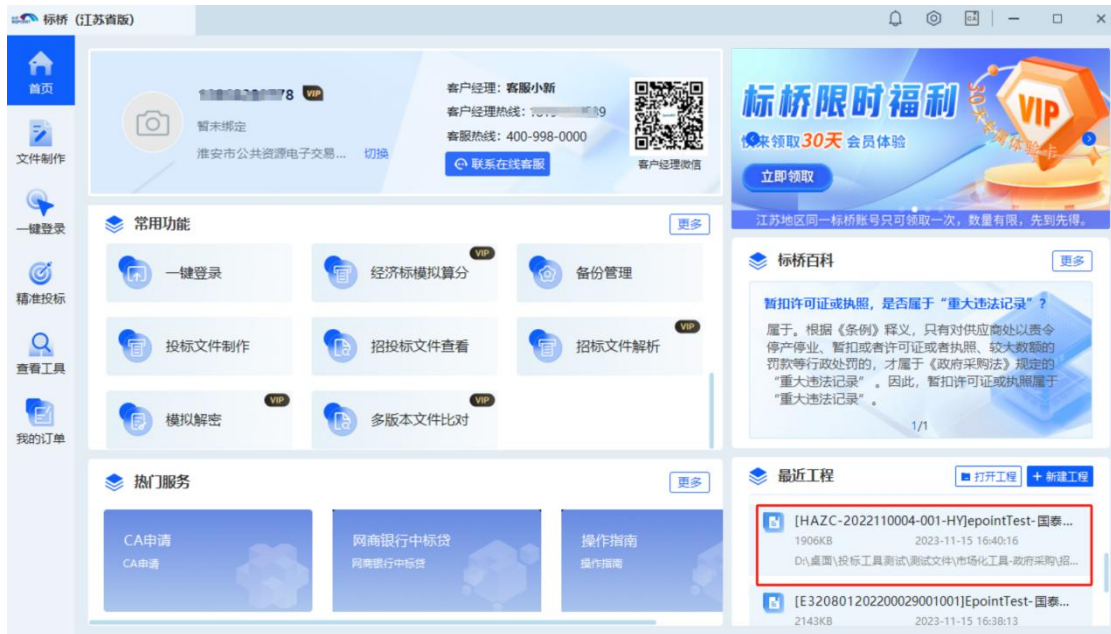 标桥（江苏省版）
首页
文件制作
一键登录
精准投标
查看工具
我的订单
8 VIP
暂未绑定
淮安市公共资源电子交易... 切换
客户经理：客服小新
客户经理热线：
客服热线：400-998-0000
联系在线客服
客户经理微信
标桥限时福利
来领取30天会员体验
立即领取
VIP
30天会员体验卡
江苏地区同一标桥账号只可领取一次，数量有限，先到先得。
常用功能 更多
一键登录
经济标模拟算分 VIP
备份管理
投标文件制作
招投标文件查看
招标文件解析 VIP
模拟解密 VIP
多版本文件比对 VIP
标桥百科 更多
暂扣许可证或执照，是否属于“重大违法记录”？
属于。根据《条例》释义，只有对供应商处以责令
停产停业、暂扣或者许可证或者执照、较大数额的
罚款等行政处罚的，才属于《政府采购法》规定的
“重大违法记录”。因此，暂扣许可证或执照属于
“重大违法记录”。
1/1
热门服务 更多
CA申请
CA申请
网商银行中标贷
网商银行中标贷
操作指南
操作指南
最近工程 打开工程 + 新建工程
[HAZC-2022110004-001-HY]epointTest-国泰...
1906KB 2023-11-15 16:40:16
D:\桌面\投标工具测试\测试文件\市场化工具-政府采购\招...
[E320801202200029001001]EpointTest-国泰...
2143KB 2023-11-15 16:38:13